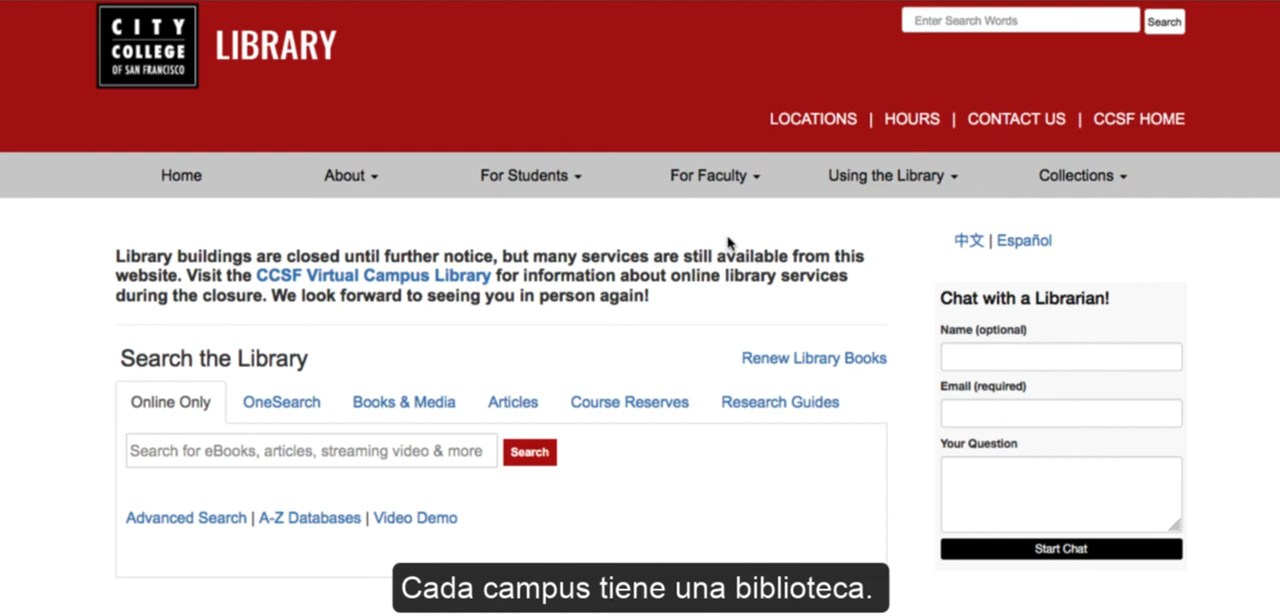 CITY
COLLEGE
OF SAN FRANCISCO
LIBRARY
Enter Search Words
Search
LOCATIONS | HOURS | CONTACT US | CCSF HOME
Home About For Students For Faculty Using the Library Collections
中文 | Español
Library buildings are closed until further notice, but many services are still available from this
website. Visit the CCSF Virtual Campus Library for information about online library services
during the closure. We look forward to seeing you in person again!
Search the Library
Renew Library Books
Online Only OneSearch Books & Media Articles Course Reserves Research Guides
Search for eBooks, articles, streaming video & more
Search
Advanced Search | A-Z Databases | Video Demo
Chat with a Librarian!
Name (optional)
Email (required)
Your Question
Start Chat
Cada campus tiene una biblioteca.